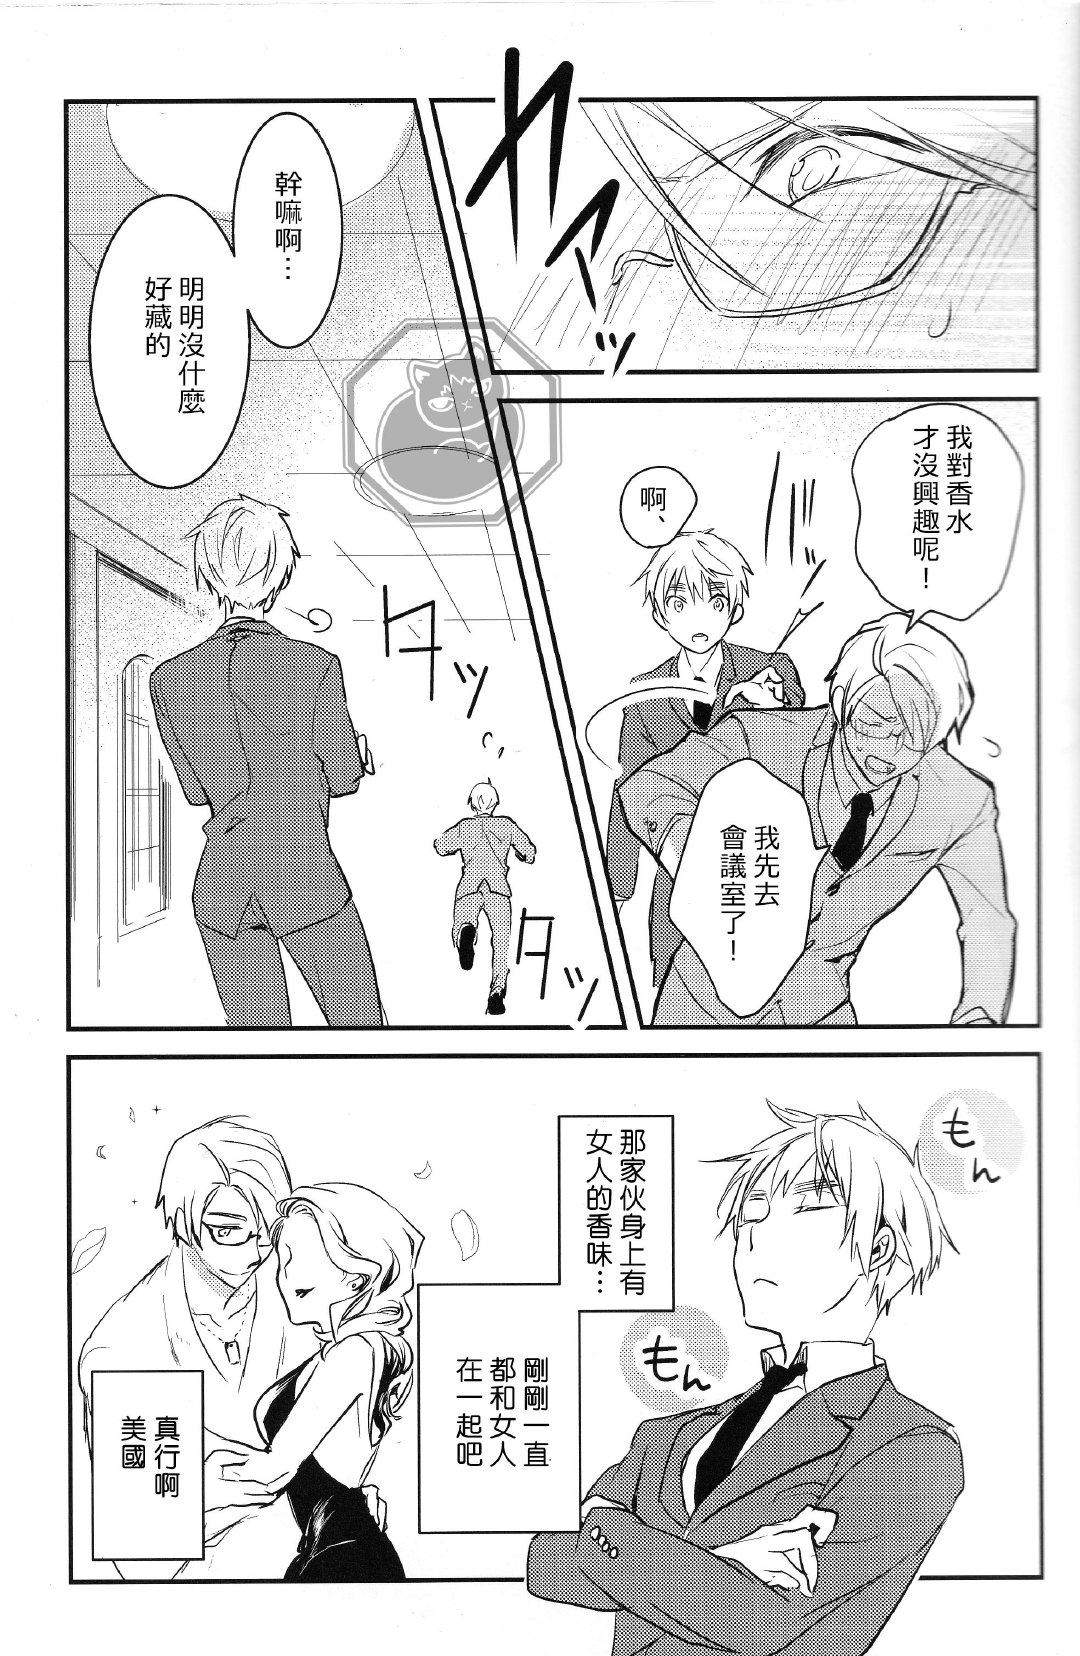 カァッ
我對香水
才沒興趣呢！
啊、
我先去
會議室了！
幹嘛啊…
明明沒什麼
好藏的
タッ
タッ
もん
那家伙身上有
女人的香味…
もん
剛剛一直
都和女人
在一起吧
真行啊
美國